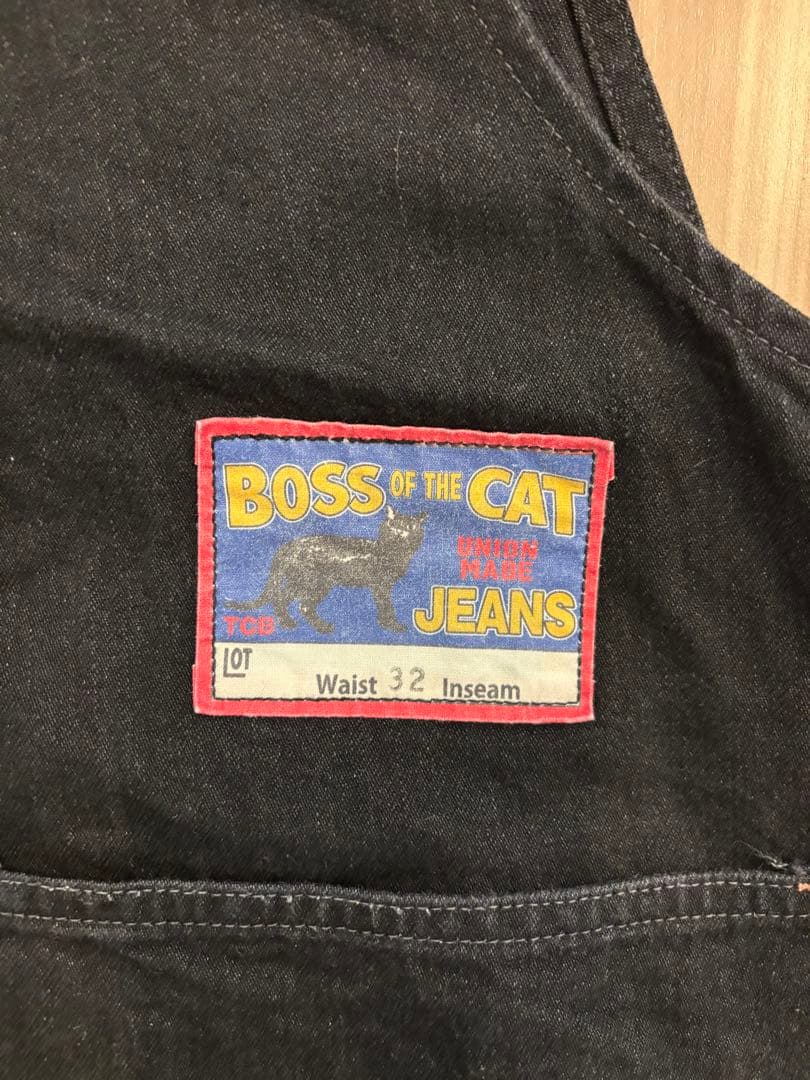 BOSS OF THE CAT
UNION
MADE
TCB JEANS
LOT
Waist 32 Inseam